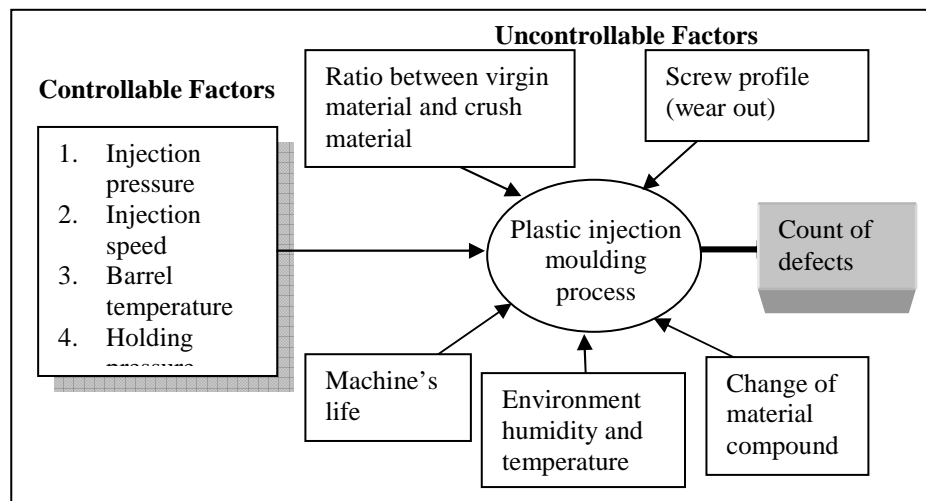 Uncontrollable Factors
Controllable Factors
1. Injection
pressure
2. Injection
speed
3. Barrel
temperature
4. Holding
pressure
Ratio between virgin
material and crush
material
Screw profile
(wear out)
Plastic injection
moulding
process
Count of
defects
Machine’s
life
Environment
humidity and
temperature
Change of
material
compound